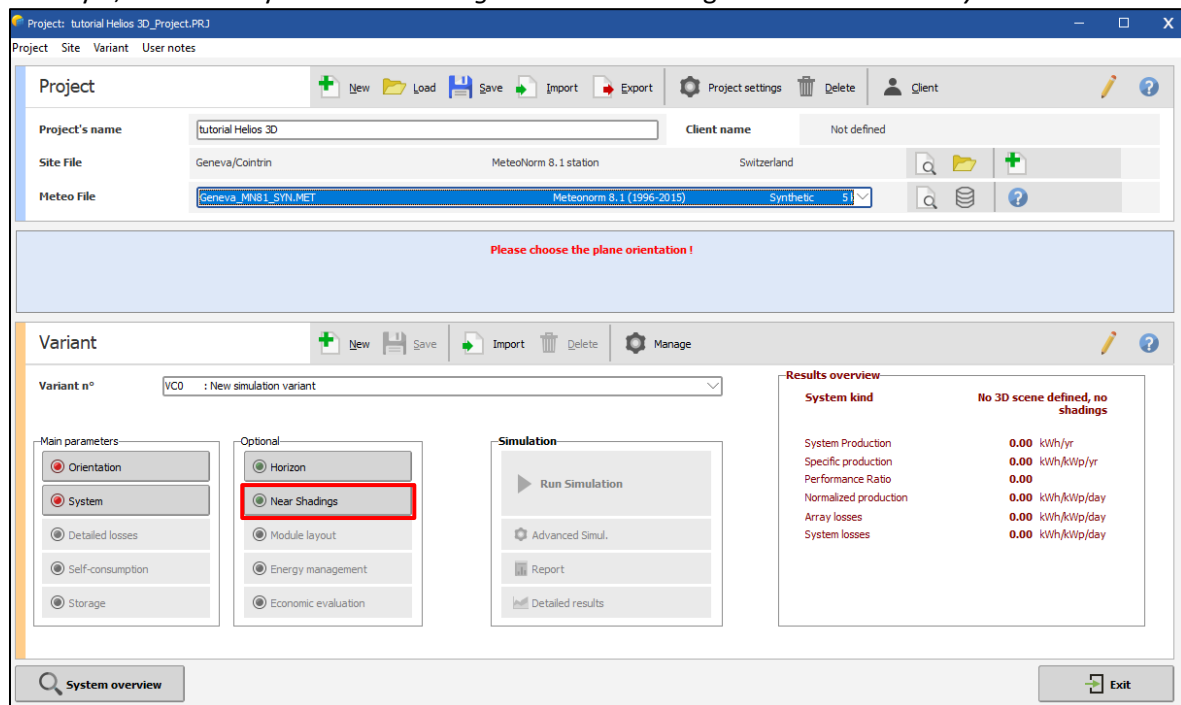 Project: tutorial Helios 3D_Project.PRJ
Project Site Variant User notes
Project New Load Save Import Export Project settings Delete Client
Project's name tutorial Helios 3D Client name Not defined
Site File Geneva/Cointrin MeteoNorm 8.1 station Switzerland
Meteo File Geneva_MN81_SYN.MET Meteonorm 8.1 (1996-2015) Synthetic 5
Please choose the plane orientation !
Variant New Save Import Delete Manage
Variant n° VC0 : New simulation variant
Results overview
System kind No 3D scene defined, no
shadings
Main parameters
Orientation
System
Detailed losses
Self-consumption
Storage
Optional
Horizon
Near Shadings
Module layout
Energy management
Economic evaluation
Simulation
Run Simulation
Advanced Simul.
Report
Detailed results
System Production 0.00 kWh/yr
Specific production 0.00 kWh/kWp/yr
Performance Ratio 0.00
Normalized production 0.00 kWh/kWp/day
Array losses 0.00 kWh/kWp/day
System losses 0.00 kWh/kWp/day
System overview Exit